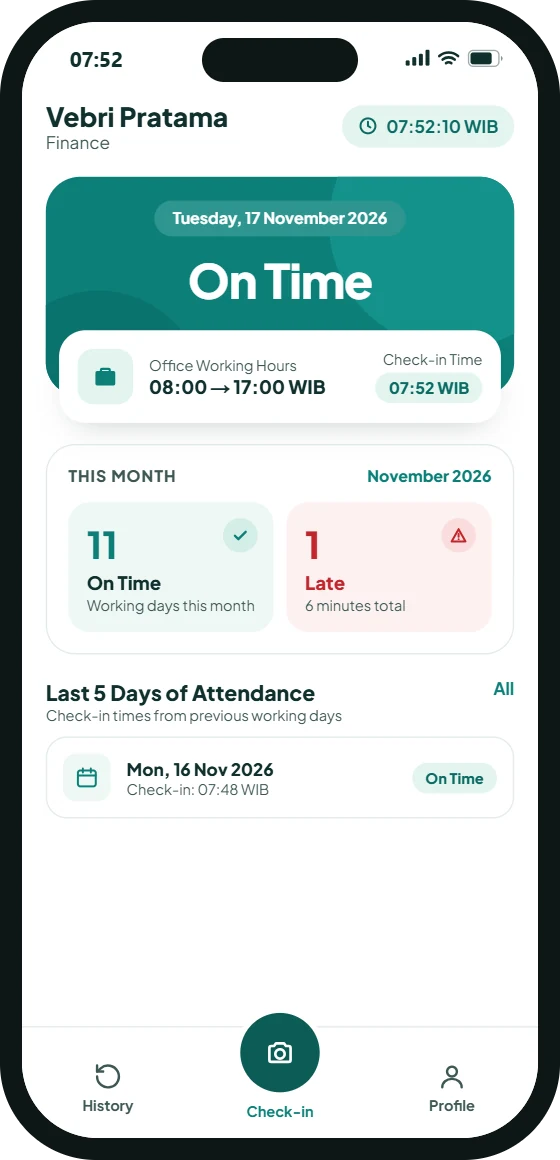 07:52
Vebri Pratama
Finance
07:52:10 WIB
Tuesday, 17 November 2026
On Time
Office Working Hours
08:00 → 17:00 WIB
Check-in Time
07:52 WIB
THIS MONTH
November 2026
11
On Time
Working days this month
1
Late
6 minutes total
Last 5 Days of Attendance
All
Check-in times from previous working days
Mon, 16 Nov 2026
Check-in: 07:48 WIB
On Time
History
Check-in
Profile